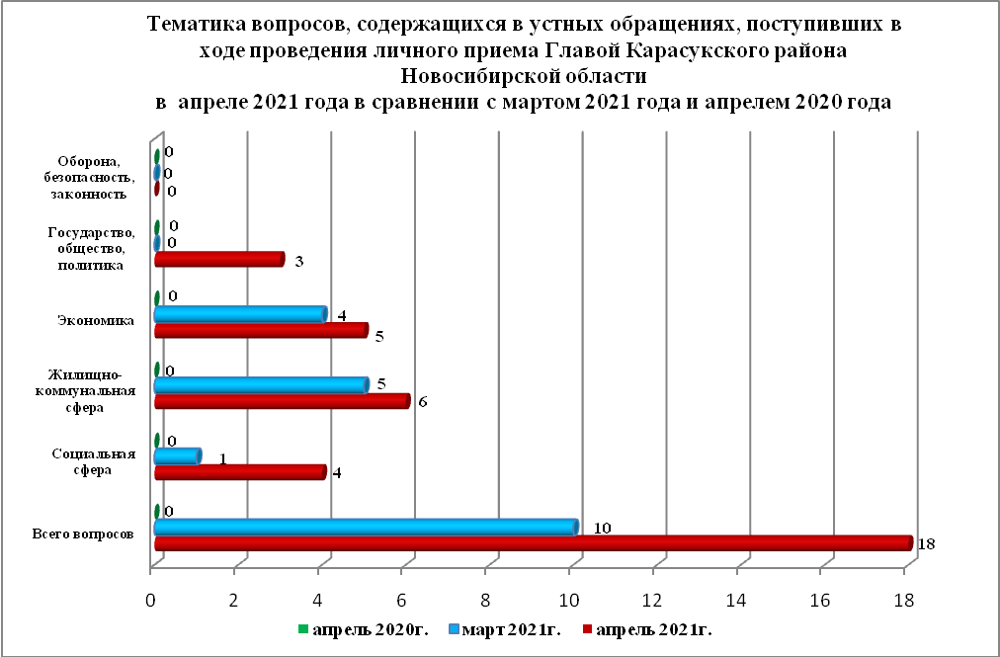 Тематика вопросов, содержащихся в устных обращениях, поступивших в
ходе проведения личного приема Главой Карасукского района
Новосибирской области
в апреле 2021 года в сравнении с мартом 2021 года и апрелем 2020 года
Оборона,
безопасность,
законность
0
0
0
Государство,
общество,
политика
0
0
3
Экономика
0
4
5
Жилищно-
коммунальная
сфера
0
5
6
Социальная
сфера
0
1
4
Всего вопросов
0
10
18
0 2 4 6 8 10 12 14 16 18
апрель 2020г. март 2021г. апрель 2021г.